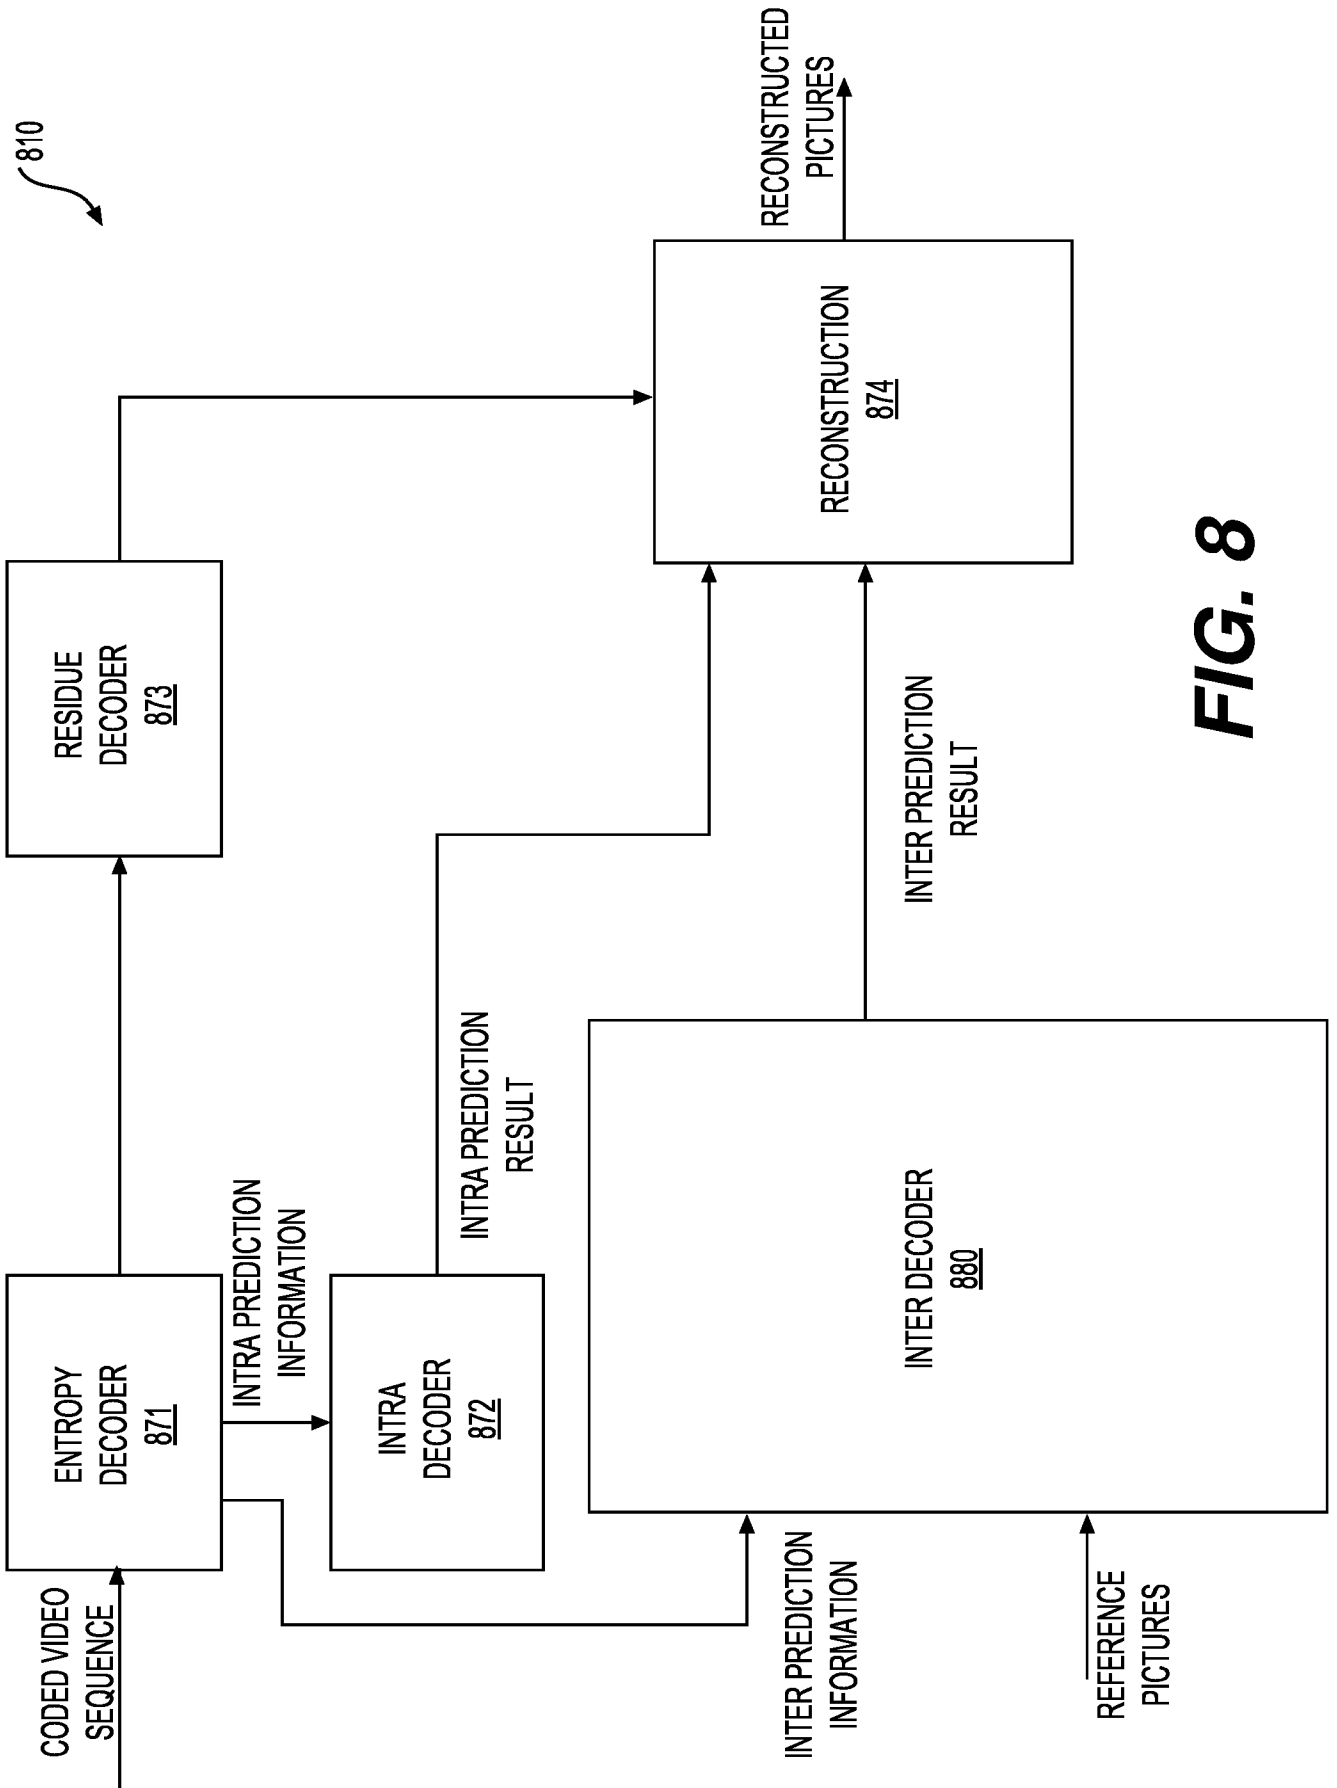 810
CODED VIDEO
SEQUENCE
ENTROPY
DECODER
871
RESIDUE
DECODER
873
INTRA PREDICTION
INFORMATION
INTRA
DECODER
872
INTRA PREDICTION
RESULT
RECONSTRUCTION
874
RECONSTRUCTED
PICTURES
INTER PREDICTION
INFORMATION
INTER DECODER
880
INTER PREDICTION
RESULT
REFERENCE
PICTURES
FIG. 8